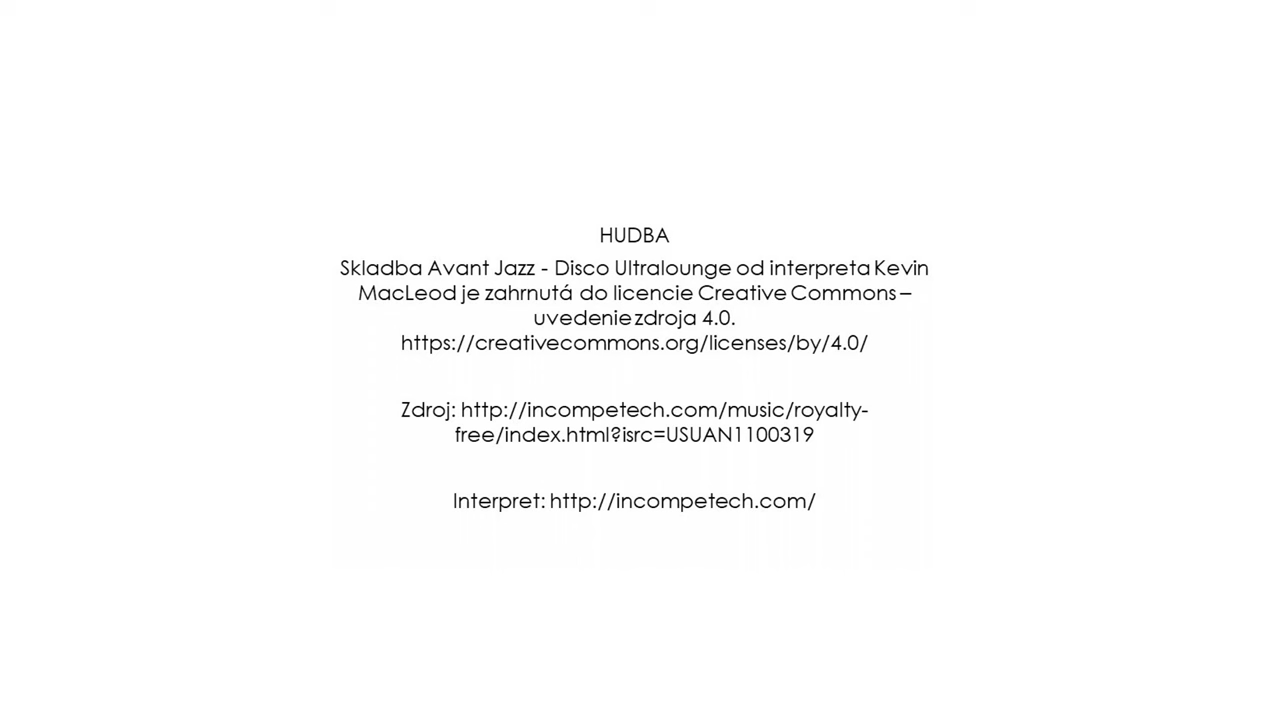 HUDBA
Skladba Avant Jazz - Disco Ultralounge od interpreta Kevin
MacLeod je zahrnutá do licencie Creative Commons –
uvedenie zdroja 4.0.
https://creativecommons.org/licenses/by/4.0/
Zdroj: http://incompetech.com/music/royalty-
free/index.html?isrc=USUAN1100319
Interpret: http://incompetech.com/